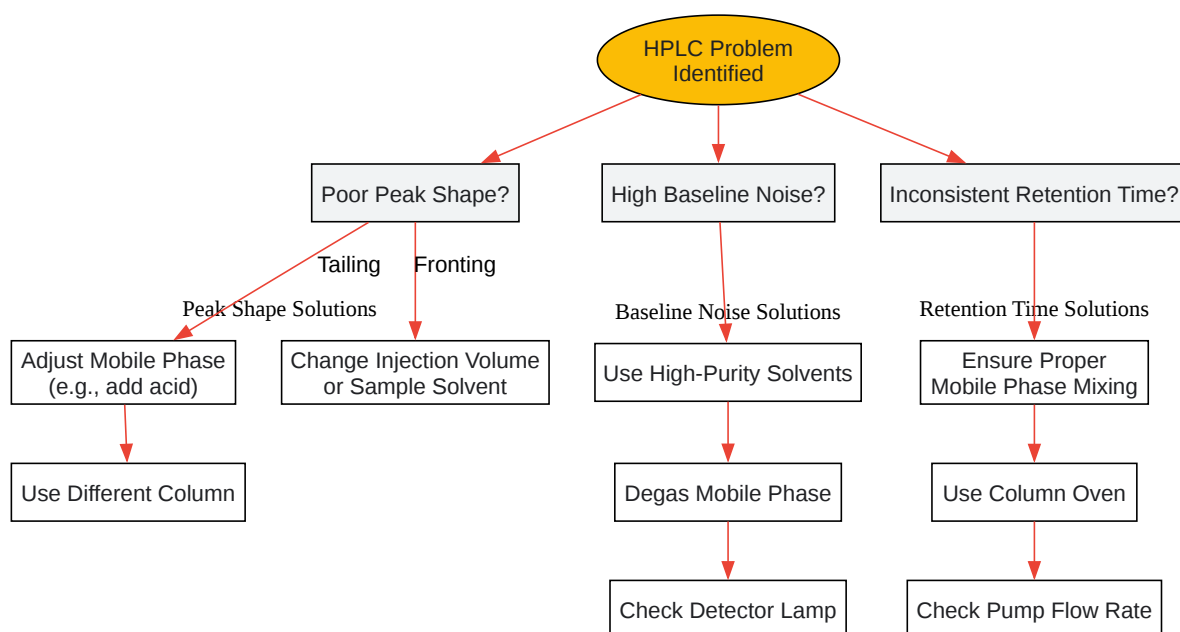 HPLC Problem
Identified
Poor Peak Shape?
High Baseline Noise?
Inconsistent Retention Time?
Tailing
Fronting
Peak Shape Solutions
Baseline Noise Solutions
Retention Time Solutions
Adjust Mobile Phase
(e.g., add acid)
Change Injection Volume
or Sample Solvent
Use High-Purity Solvents
Ensure Proper
Mobile Phase Mixing
Use Different Column
Degas Mobile Phase
Use Column Oven
Check Detector Lamp
Check Pump Flow Rate